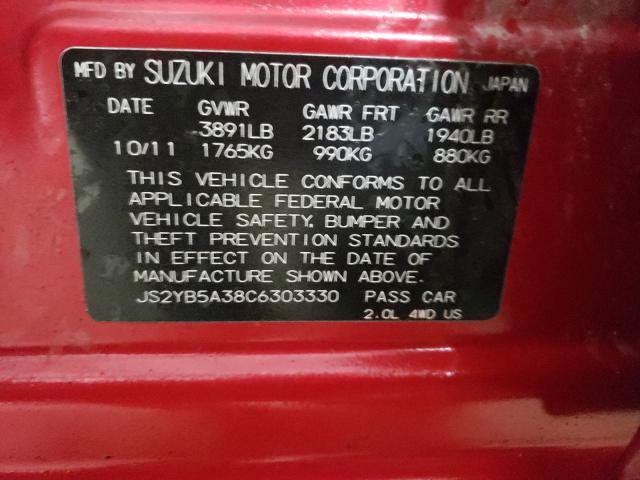 MFD BY SUZUKI MOTOR CORPORATION JAPAN
DATE GVWR GAWR FRT GAWR RR
3891LB 2183LB 1940LB
10/11 1765KG 990KG 880KG
THIS VEHICLE CONFORMS TO ALL
APPLICABLE FEDERAL MOTOR
VEHICLE SAFETY, BUMPER AND
THEFT PREVENTION STANDARDS
IN EFFECT ON THE DATE OF
MANUFACTURE SHOWN ABOVE.
JS2YB5A38C6303330 PASS CAR
2.0L 4WD US